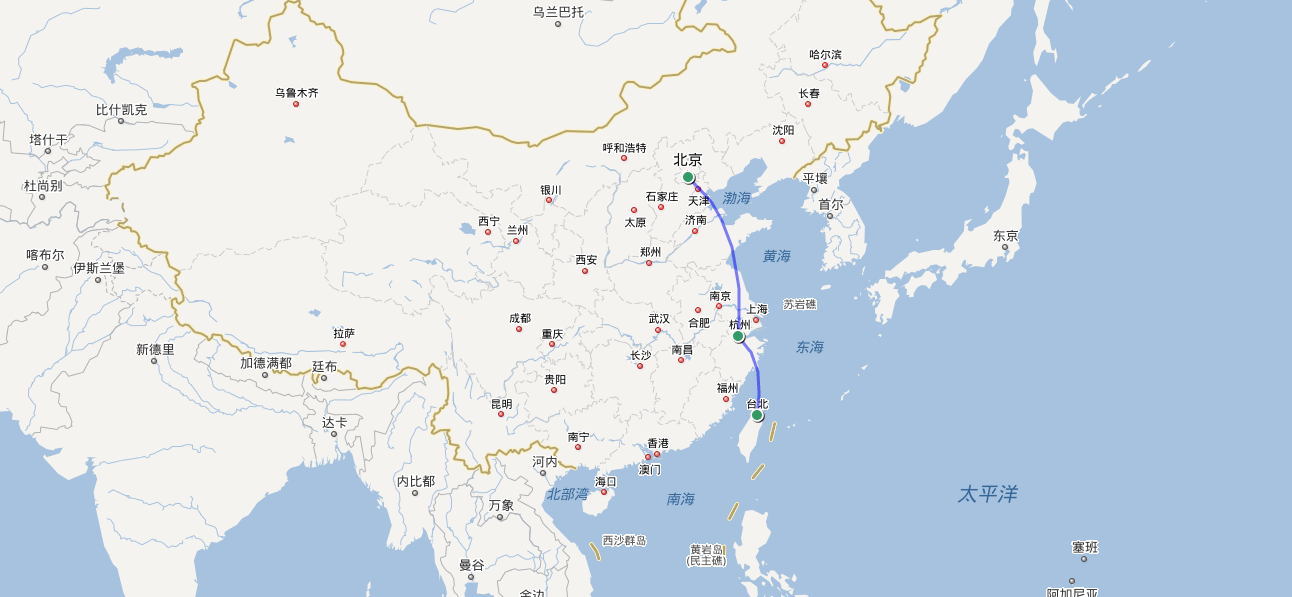 乌兰巴托
哈尔滨
乌鲁木齐
长春
比什凯克
沈阳
塔什干
呼和浩特
北京
杜尚别
平壤
银川
石家庄
天津
渤海
首尔
西宁
太原
济南
兰州
东京
喀布尔
郑州
黄海
西安
伊斯兰堡
南京
苏岩礁
上海
成都
武汉
合肥
杭州
拉萨
重庆
新德里
东海
长沙
南昌
加德满都
廷布
贵阳
福州
昆明
台北
达卡
南宁
香港
河内
澳门
内比都
海口
北部湾
南海
太平洋
万象
西沙群岛
黄岩岛
(民主礁)
塞班
曼谷
金边
阿加尼亚